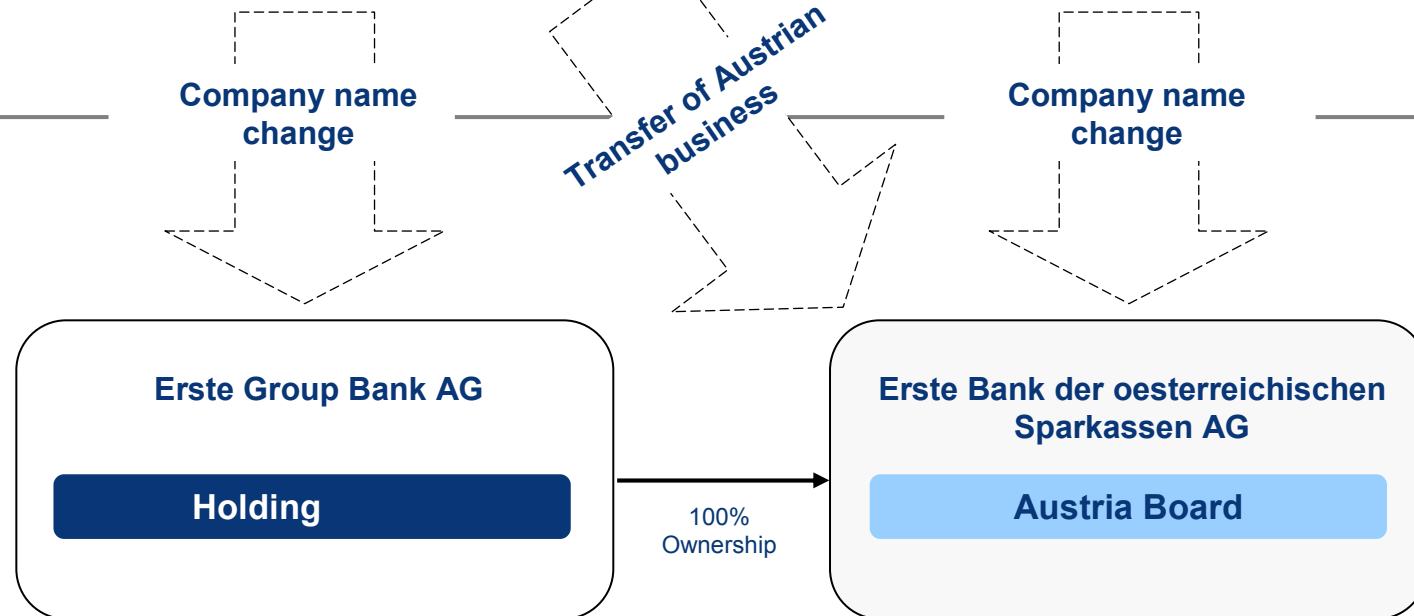 Company name
change
Transfer of Austrian
business
Company name
change
Erste Group Bank AG
Holding
100%
Ownership
Erste Bank der oesterreichischen
Sparkassen AG
Austria Board